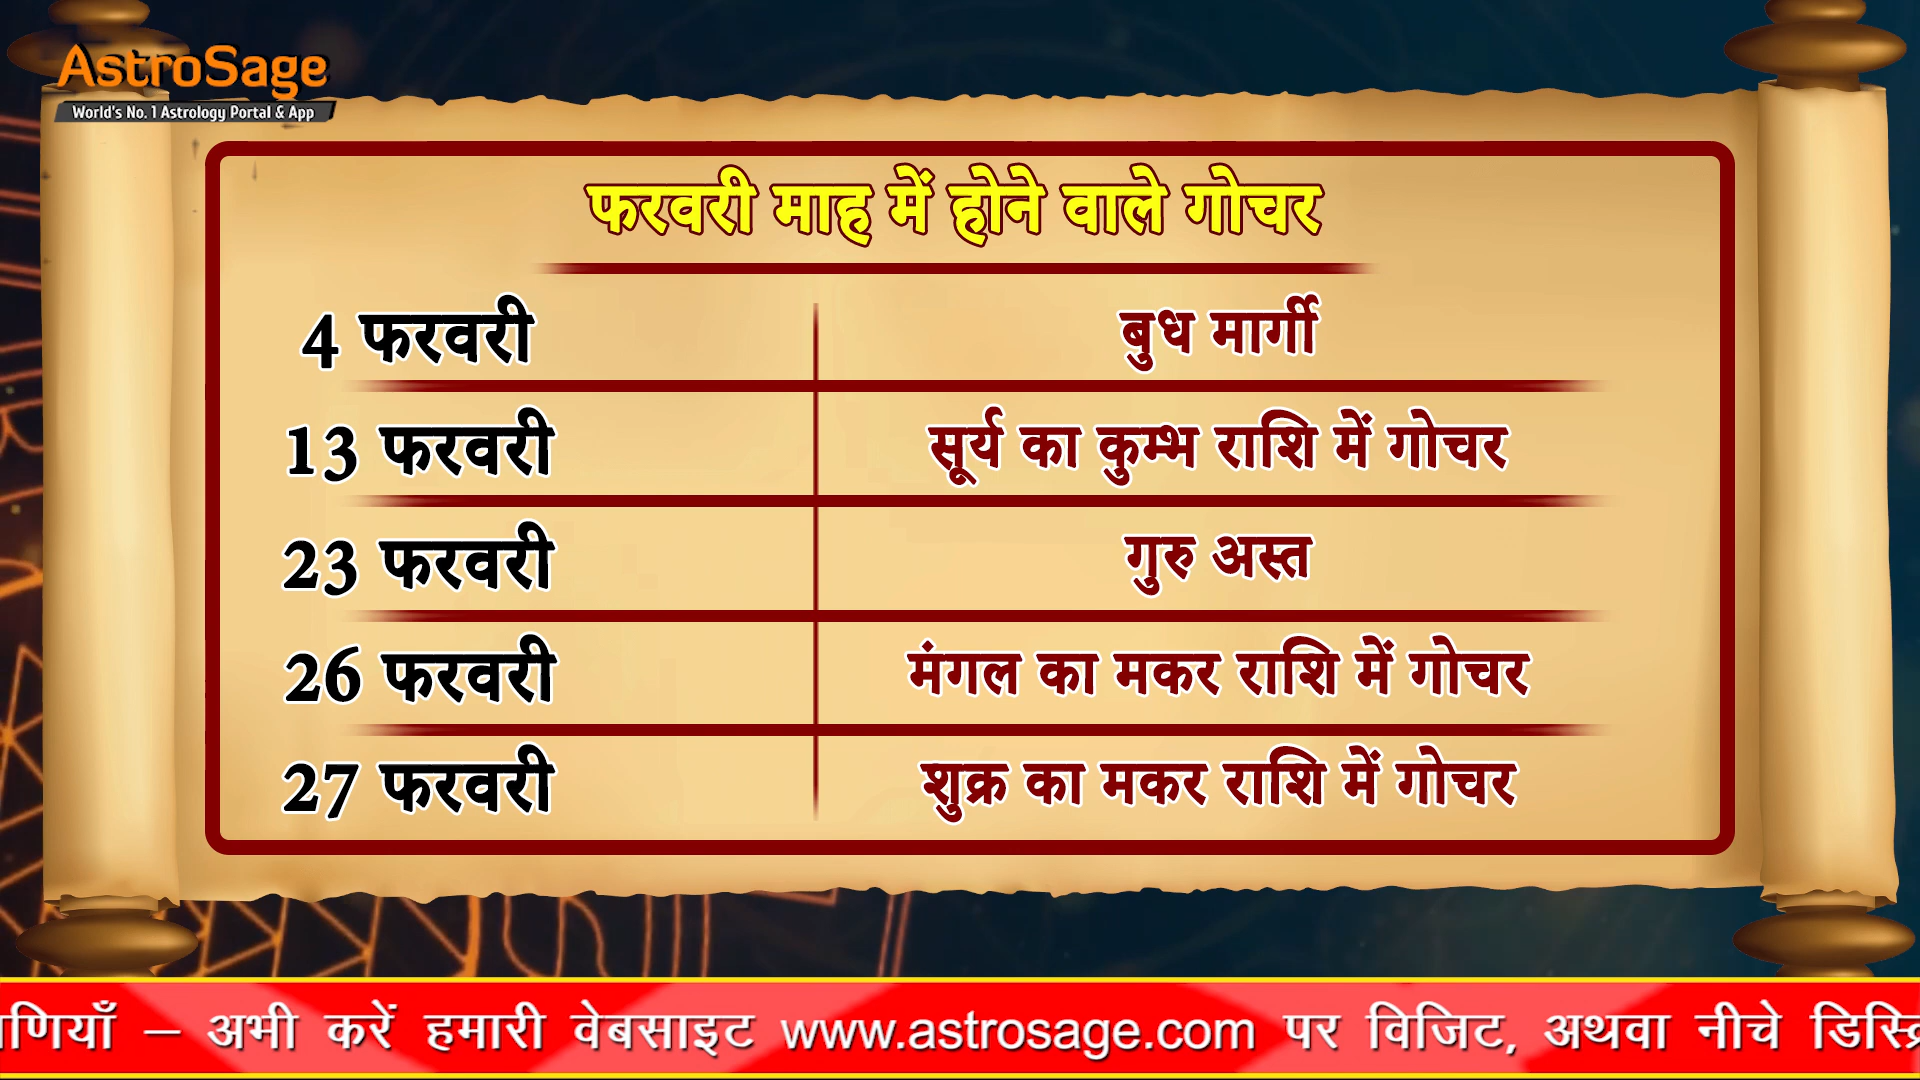 AstroSage
World's No. 1 Astrology Portal & App
फरवरी माह में होने वाले गोचर
4 फरवरी बुध मार्गी
13 फरवरी सूर्य का कुम्भ राशि में गोचर
23 फरवरी गुरु अस्त
26 फरवरी मंगल का मकर राशि में गोचर
27 फरवरी शुक्र का मकर राशि में गोचर
– अभी करें हमारी वेबसाइट www.astrosage.com पर विजिट, अथवा नीचे